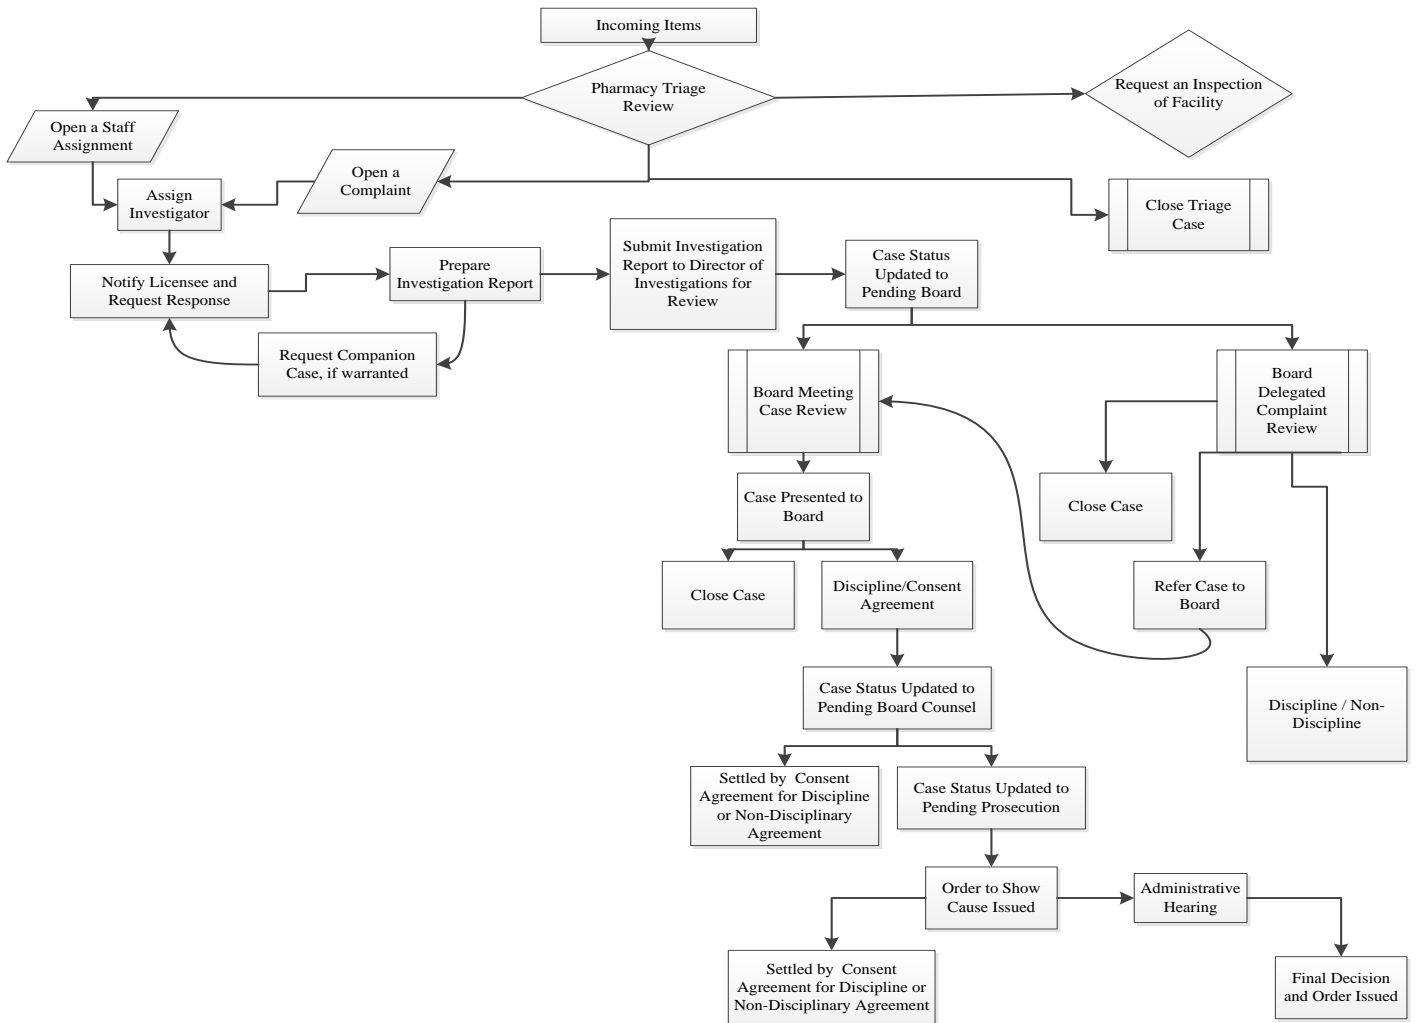 Incoming Items
Pharmacy Triage
Review
Request an Inspection
of Facility
Open a Staff
Assignment
Open a
Complaint
Assign
Investigator
Close Triage
Case
Notify Licensee and
Request Response
Prepare
Investigation Report
Submit Investigation
Report to Director of
Investigations for
Review
Case Status
Updated to
Pending Board
Request Companion
Case, if warranted
Board Meeting
Case Review
Board
Delegated
Complaint
Review
Case Presented to
Board
Close Case
Close Case
Discipline/Consent
Agreement
Refer Case to
Board
Case Status Updated to
Pending Board Counsel
Discipline / Non-
Discipline
Settled by  Consent
Agreement for Discipline
or Non-Disciplinary
Agreement
Case Status Updated to
Pending Prosecution
Order to Show
Cause Issued
Administrative
Hearing
Settled by  Consent
Agreement for Discipline or
Non-Disciplinary Agreement
Final Decision
and Order Issued